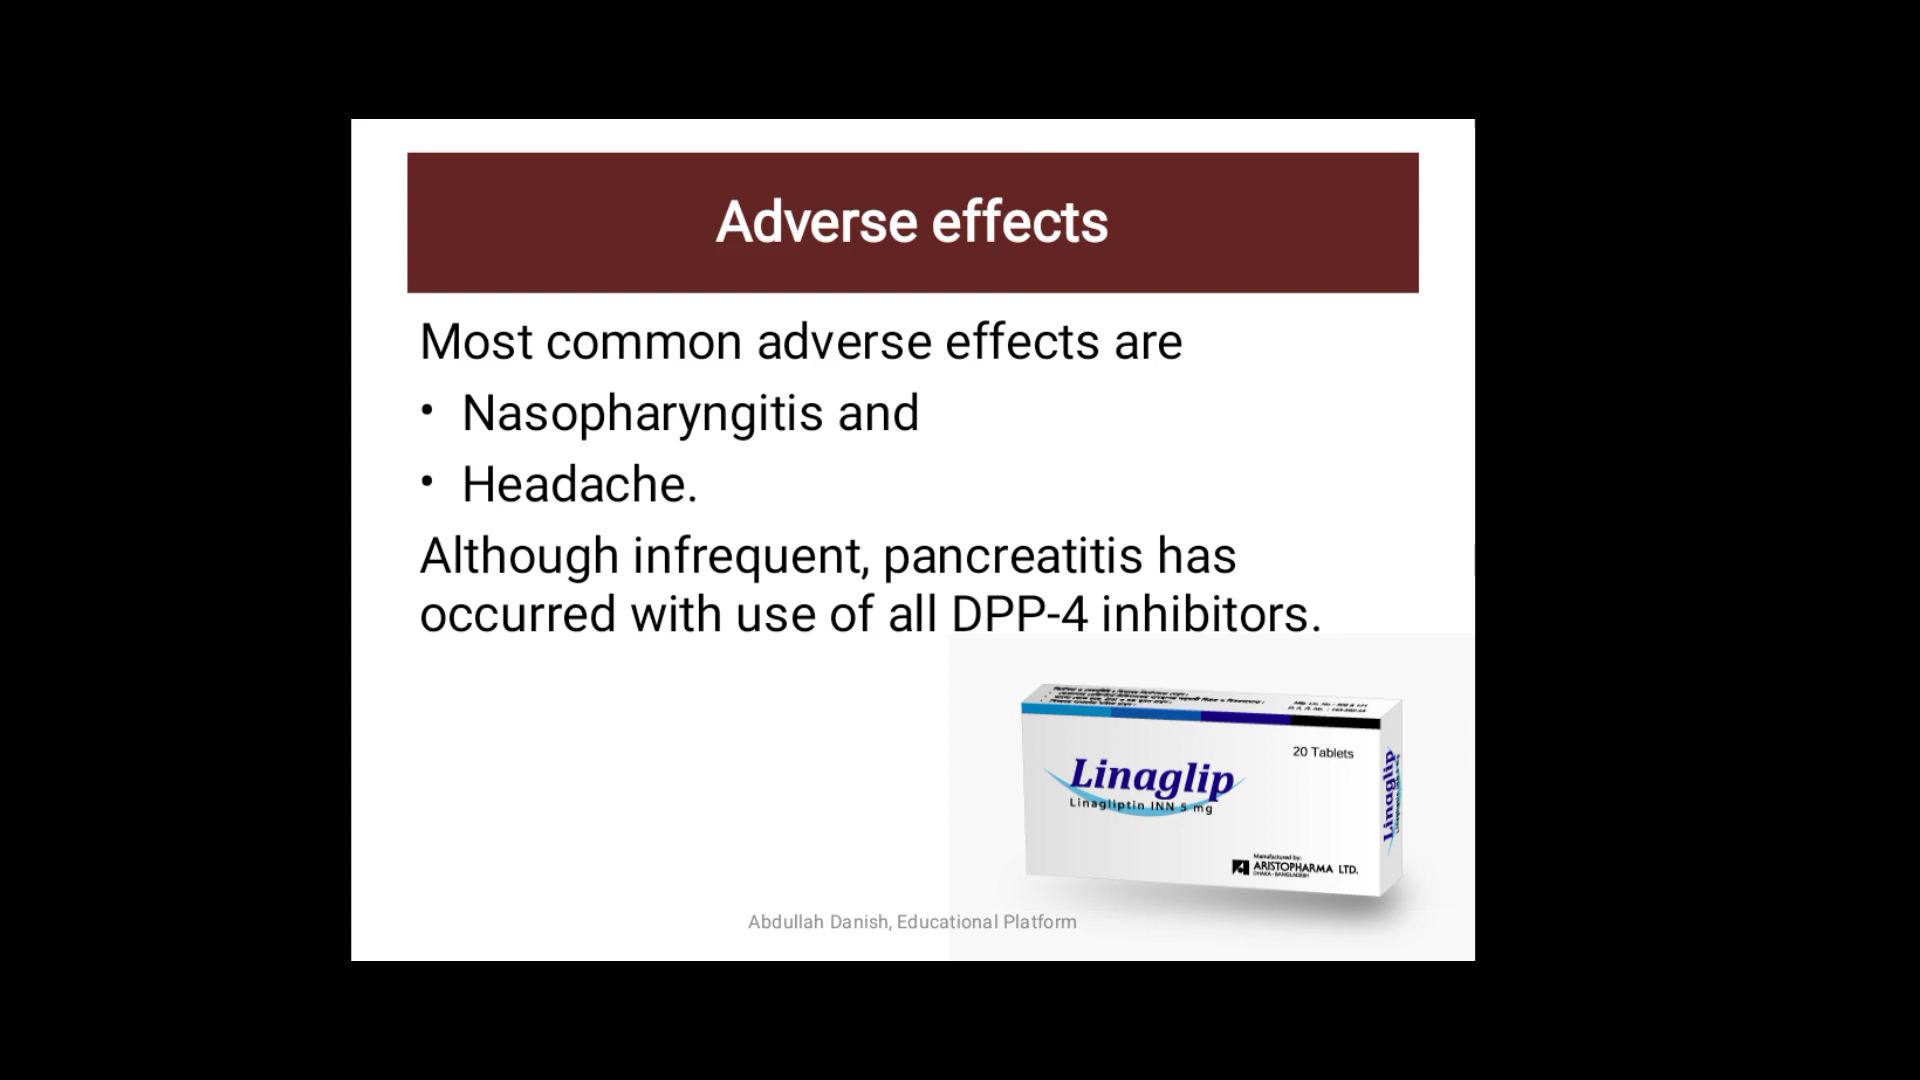 Adverse effects
Most common adverse effects are
• Nasopharyngitis and
• Headache.
Although infrequent, pancreatitis has
occurred with use of all DPP-4 inhibitors.
20 Tablets
Linaglip
Linagliptin INN 5 mg
Linaglip
Manufactured by:
ARISTOPHARMA LTD.
DHAKA - BANGLADESH
Abdullah Danish, Educational Platform